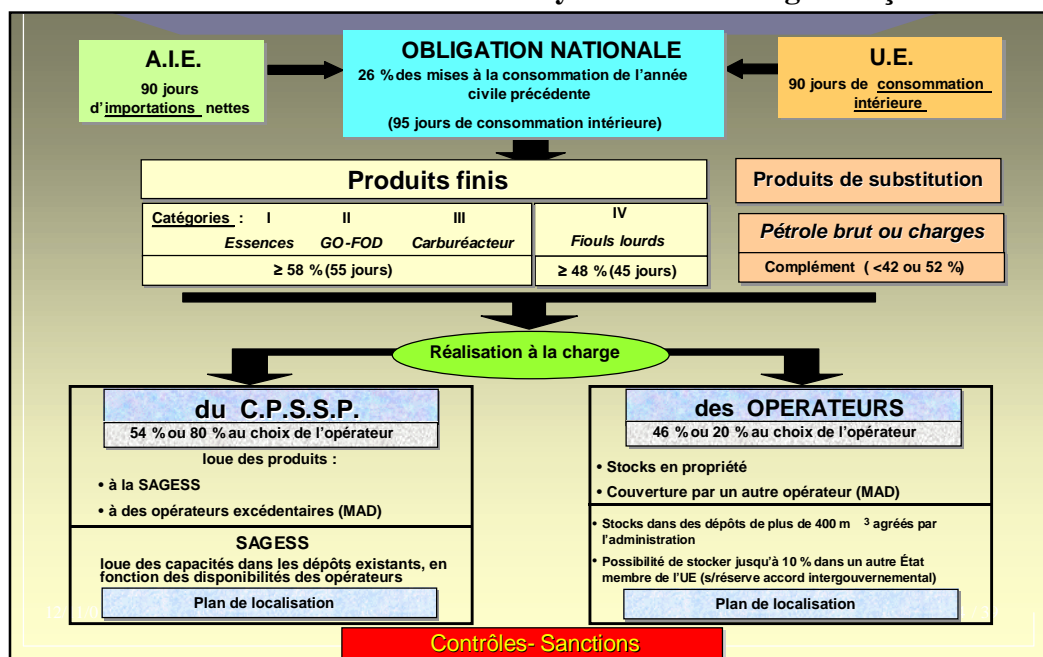 A.I.E.
90 jours
d'importations nettes
OBLIGATION NATIONALE
26 % des mises à la consommation de l'année
civile précédente
(95 jours de consommation intérieure)
U.E.
90 jours de consommation
intérieure
Produits finis
Catégories : I II III
Essences GO-FOD Carburéacteur
≥ 58 % (55 jours)
IV
Fiouls lourds
≥ 48 % (45 jours)
Produits de substitution
Pétrole brut ou charges
Complément ( <42 ou 52 %)
Réalisation à la charge
du C.P.S.S.P.
54 % ou 80 % au choix de l'opérateur
loue des produits :
• à la SAGESS
• à des opérateurs excédentaires (MAD)
SAGESS
loue des capacités dans les dépôts existants, en
fonction des disponibilités des opérateurs
Plan de localisation
des OPERATEURS
46 % ou 20 % au choix de l'opérateur
• Stocks en propriété
• Couverture par un autre opérateur (MAD)
• Stocks dans des dépôts de plus de 400 m 3 agréés par
l'administration
• Possibilité de stocker jusqu'à 10 % dans un autre État
membre de l'UE (s/réserve accord intergouvernemental)
Plan de localisation
Contrôles- Sanctions